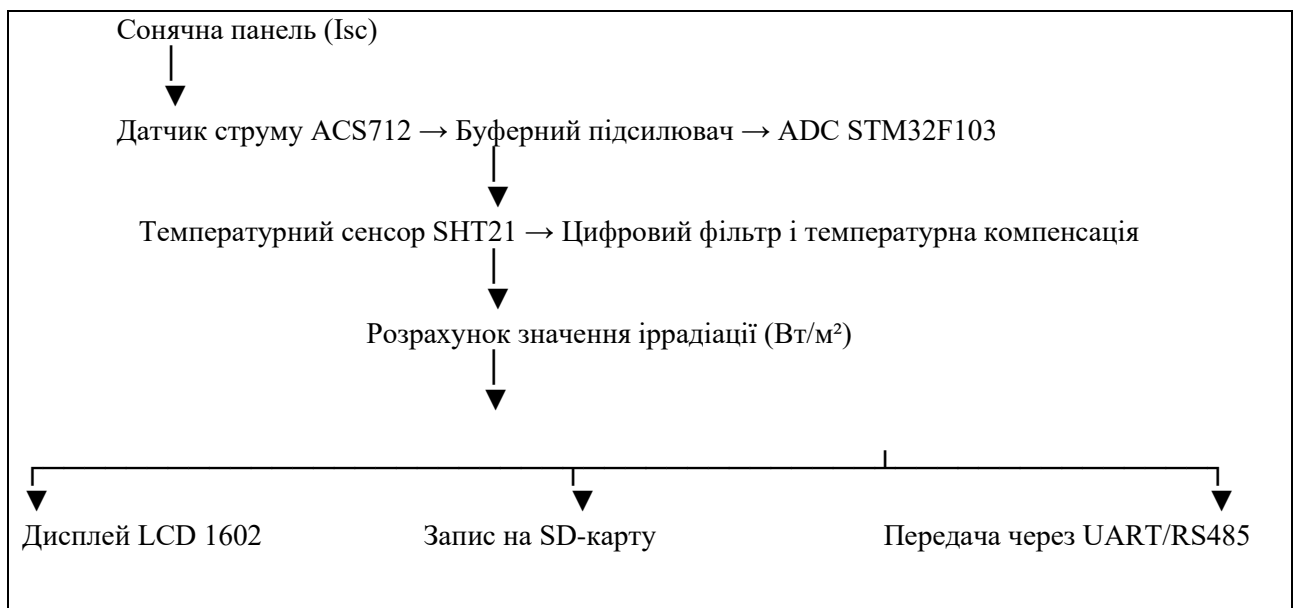 Сонячна панель (Isc)
Датчик струму ACS712 → Буферний підсилювач → ADC STM32F103
Температурний сенсор SHT21 → Цифровий фільтр і температурна компенсація
Розрахунок значення іррадіації (Вт/м²)
Дисплей LCD 1602 Запис на SD-карту Передача через UART/RS485